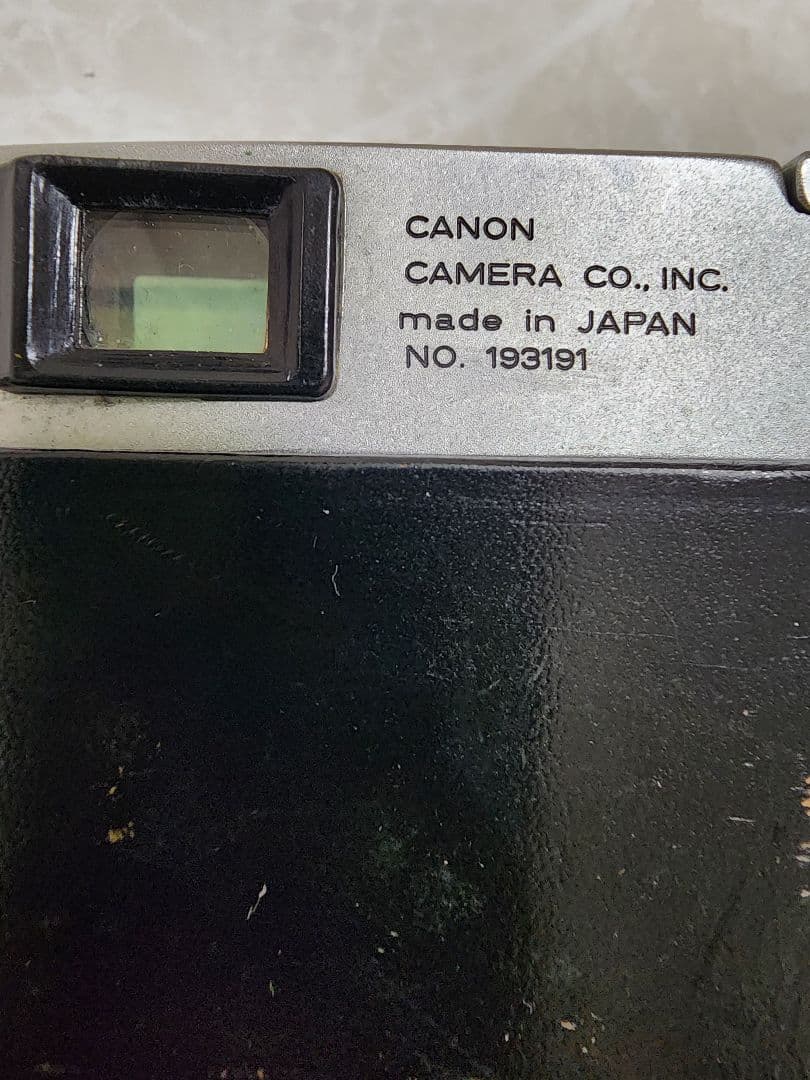 CANON
CAMERA CO., INC.
made in JAPAN
NO. 193191